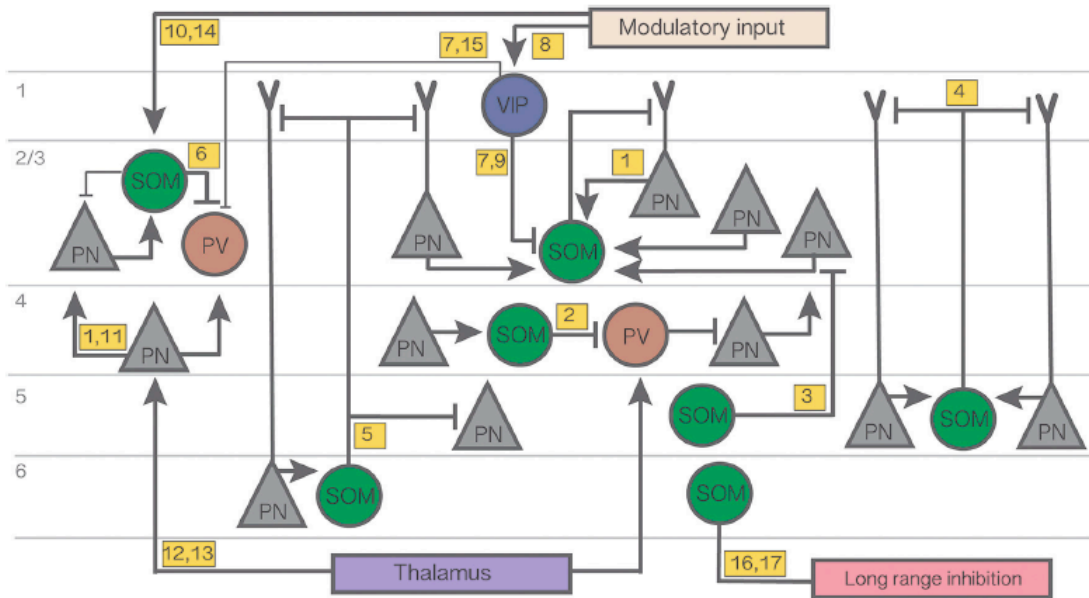 10,14
7,15
8
Modulatory input
1
VIP
4
2/3
6
SOM
7,9
1
PN
PV
PN
SOM
PN
PN
PN
4
1,11
PN
PN
SOM
2
PV
PN
5
3
SOM
PN
SOM
PN
PN
5
6
PN
SOM
SOM
12,13
Thalamus
16,17
Long range inhibition